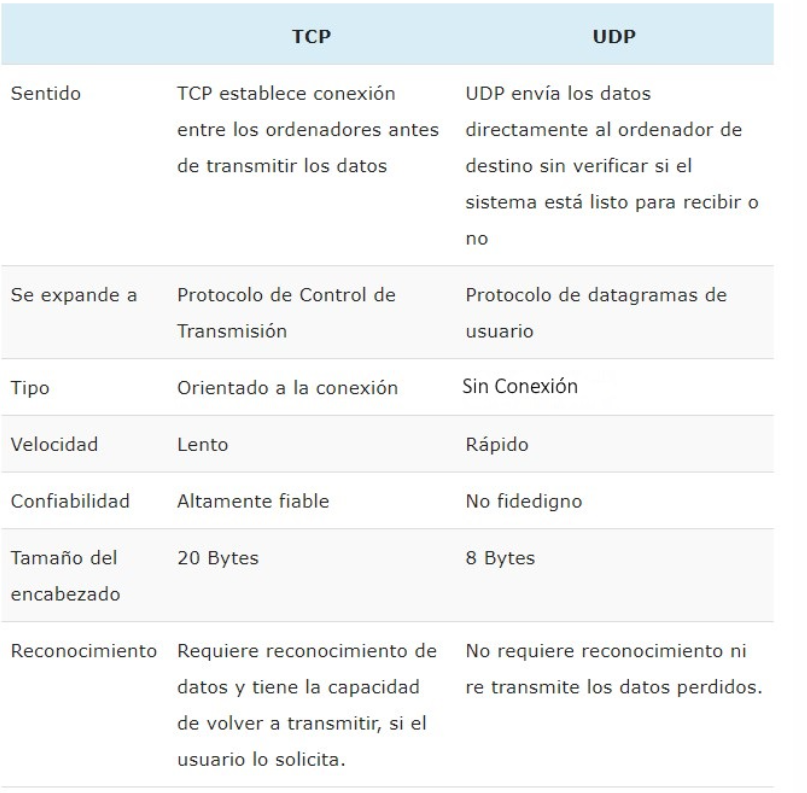 TCP UDP
Sentido
TCP establece conexión
entre los ordenadores antes
de transmitir los datos
UDP envía los datos
directamente al ordenador de
destino sin verificar si el
sistema está listo para recibir o
no
Se expande a
Protocolo de Control de
Transmisión
Protocolo de datagramas de
usuario
Tipo
Orientado a la conexión
Sin Conexión
Velocidad
Lento
Rápido
Confiabilidad
Altamente fiable
No fidedigno
Tamaño del
encabezado
20 Bytes
8 Bytes
Reconocimiento
Requiere reconocimiento de
datos y tiene la capacidad
de volver a transmitir, si el
usuario lo solicita.
No requiere reconocimiento ni
re transmite los datos perdidos.